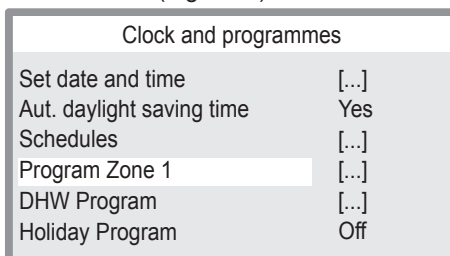 Clock and programmes
Set date and time [...]
Aut. daylight saving time Yes
Schedules [...]
Program Zone 1 [...]
DHW Program [...]
Holiday Program Off